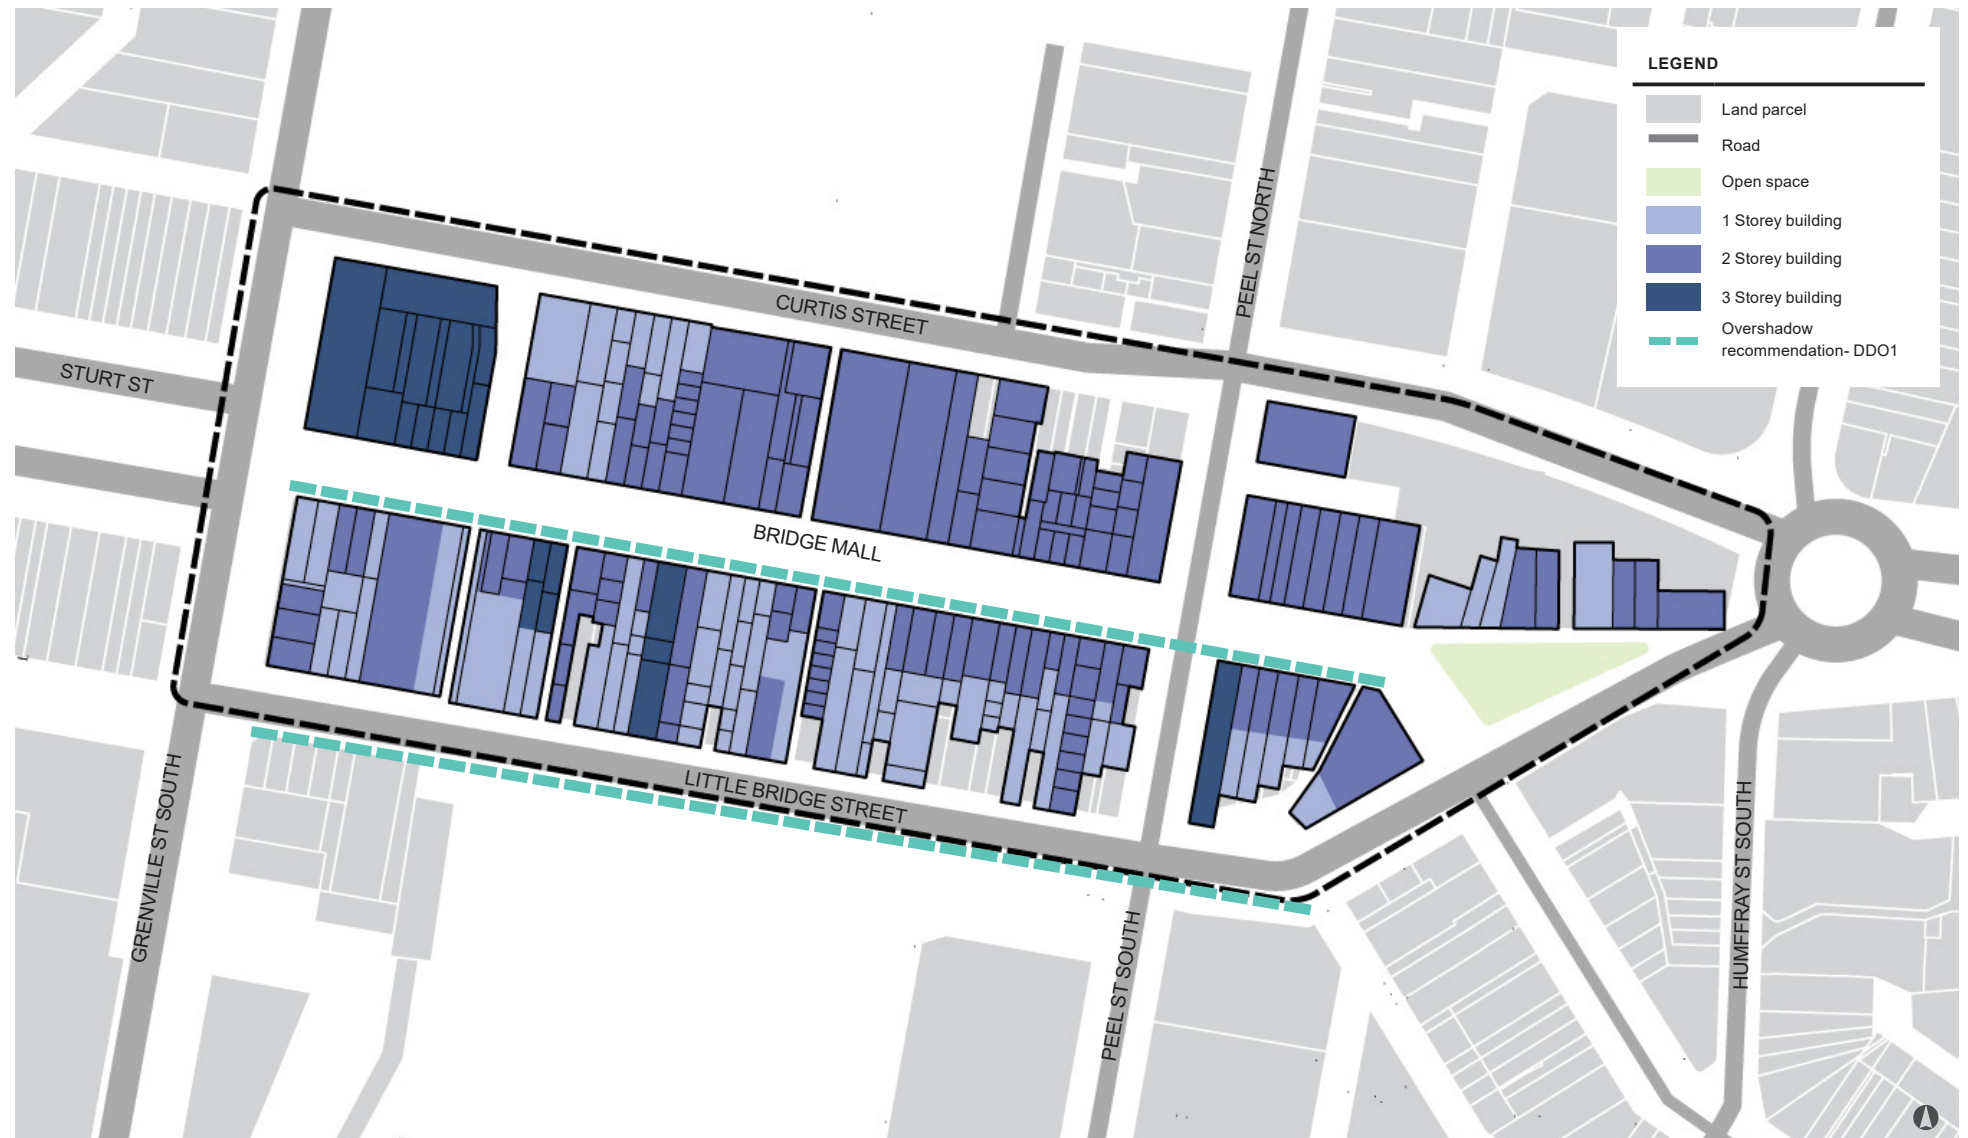 LEGEND
Land parcel
Road
Open space
1 Storey building
2 Storey building
3 Storey building
Overshadow
recommendation- DDO1
PEEL ST NORTH
CURTIS STREET
STURT ST
BRIDGE MALL
LITTLE BRIDGE STREET
GRENVILLE ST SOUTH
HUMFFRAY ST SOUTH
PEEL ST SOUTH